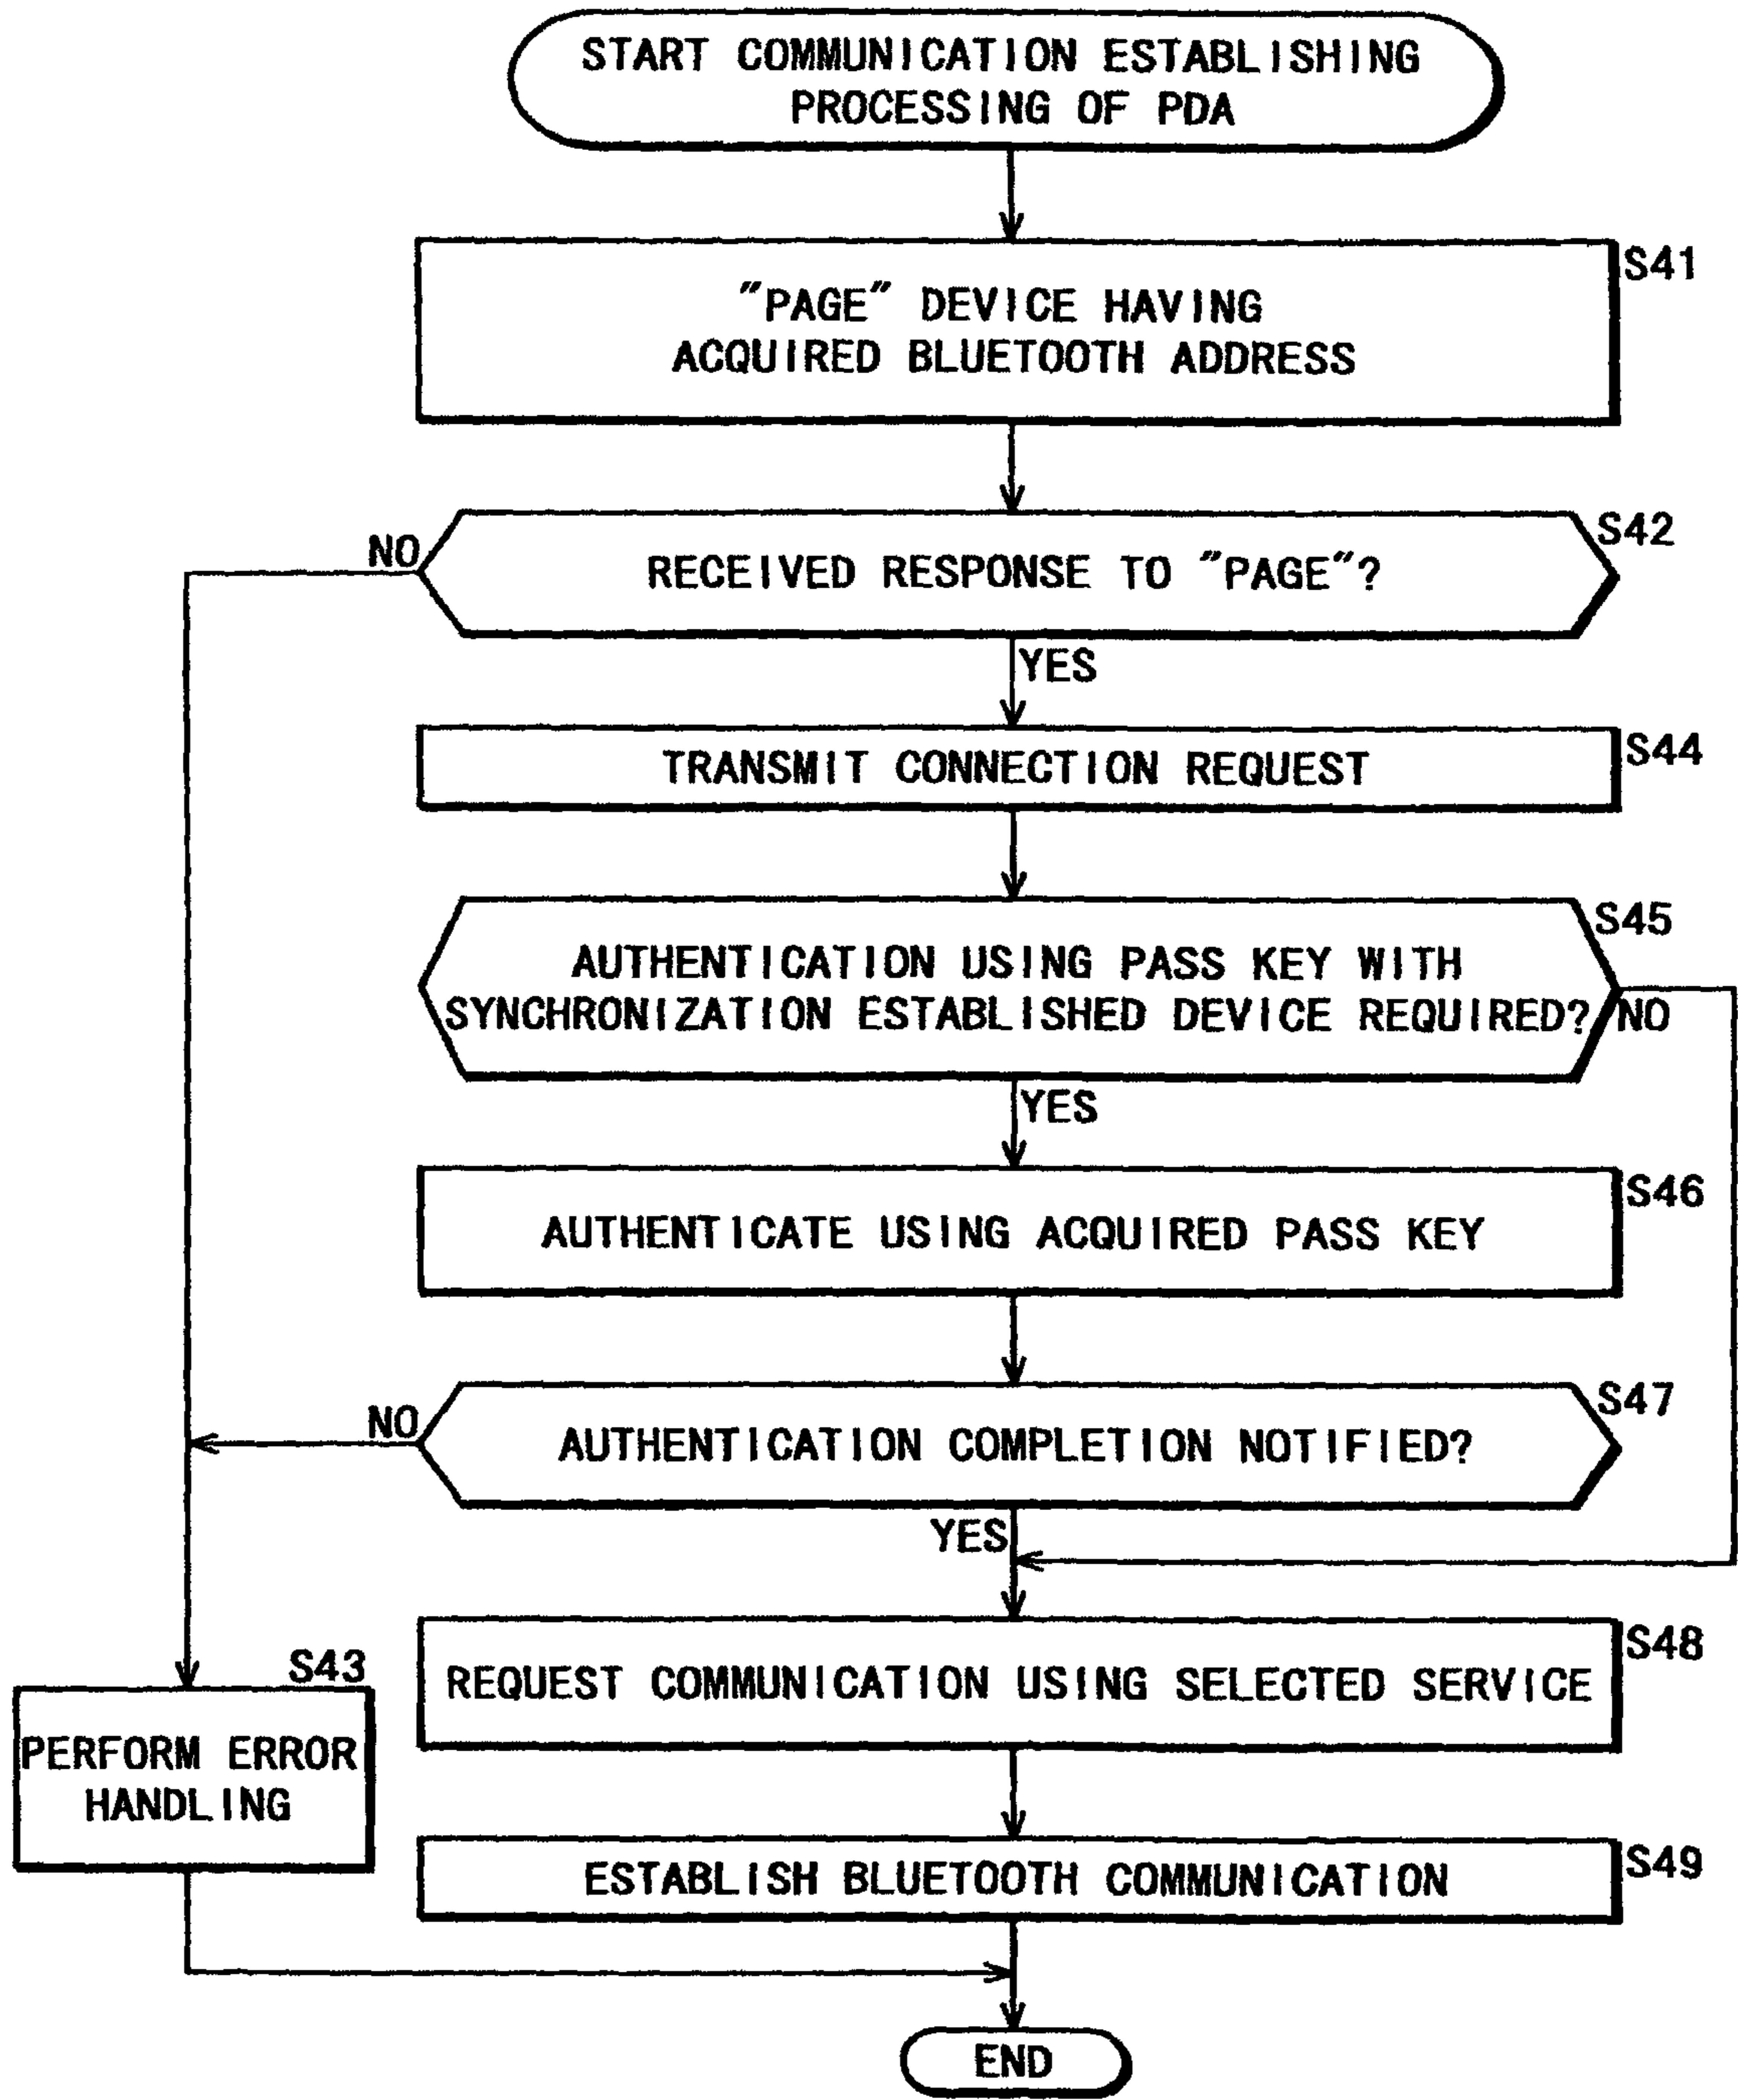 START COMMUNICATION ESTABLISHING
PROCESSING OF PDA
S41
"PAGE" DEVICE HAVING
ACQUIRED BLUETOOTH ADDRESS
S42
NO
RECEIVED RESPONSE TO "PAGE"?
YES
S44
TRANSMIT CONNECTION REQUEST
S45
AUTHENTICATION USING PASS KEY WITH
SYNCHRONIZATION ESTABLISHED DEVICE REQUIRED?
NO
YES
S46
AUTHENTICATE USING ACQUIRED PASS KEY
S47
NO
AUTHENTICATION COMPLETION NOTIFIED?
YES
S48
REQUEST COMMUNICATION USING SELECTED SERVICE
S43
PERFORM ERROR
HANDLING
S49
ESTABLISH BLUETOOTH COMMUNICATION
END